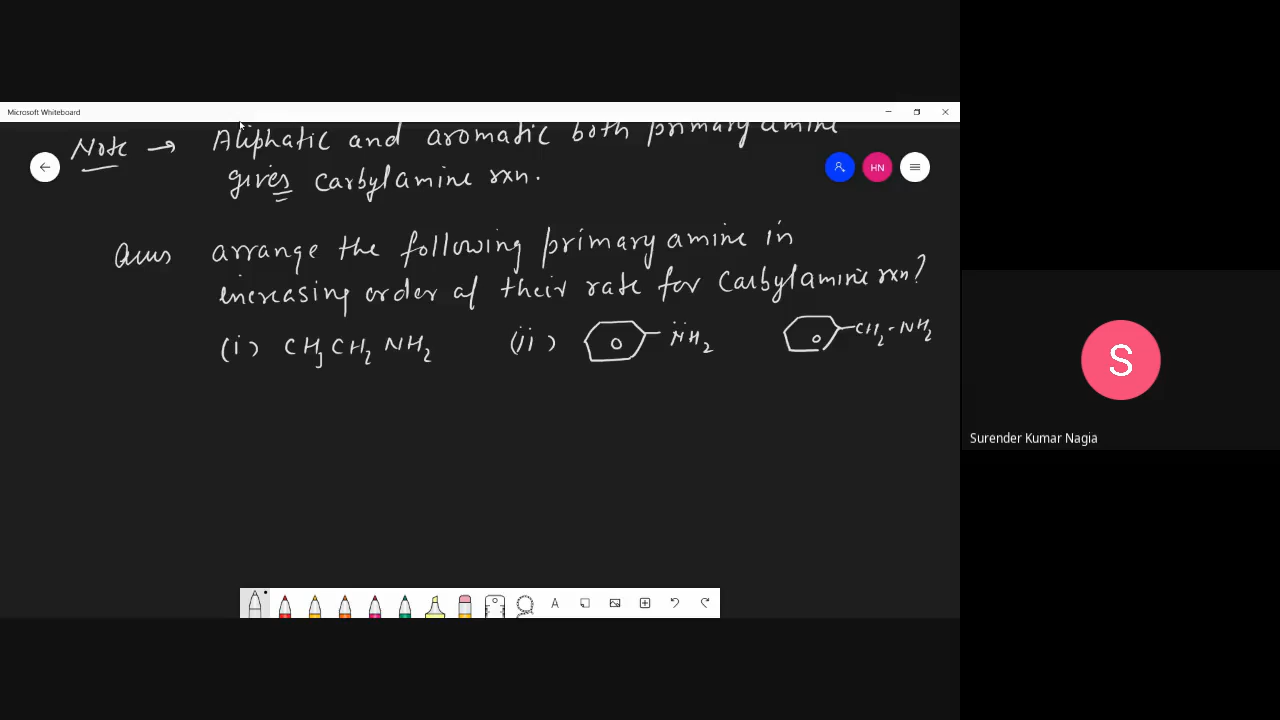 Microsoft Whiteboard
Note → Aliphatic and aromatic both primary amine
gives carbylamine rxn.
HN
Ques arrange the following primary amine in
increasing order of their rate for Carbylamine rxn?
(i) CH3CH2NH2 (ii) NH2 CH2-NH2
S
Surender Kumar Nagia
A